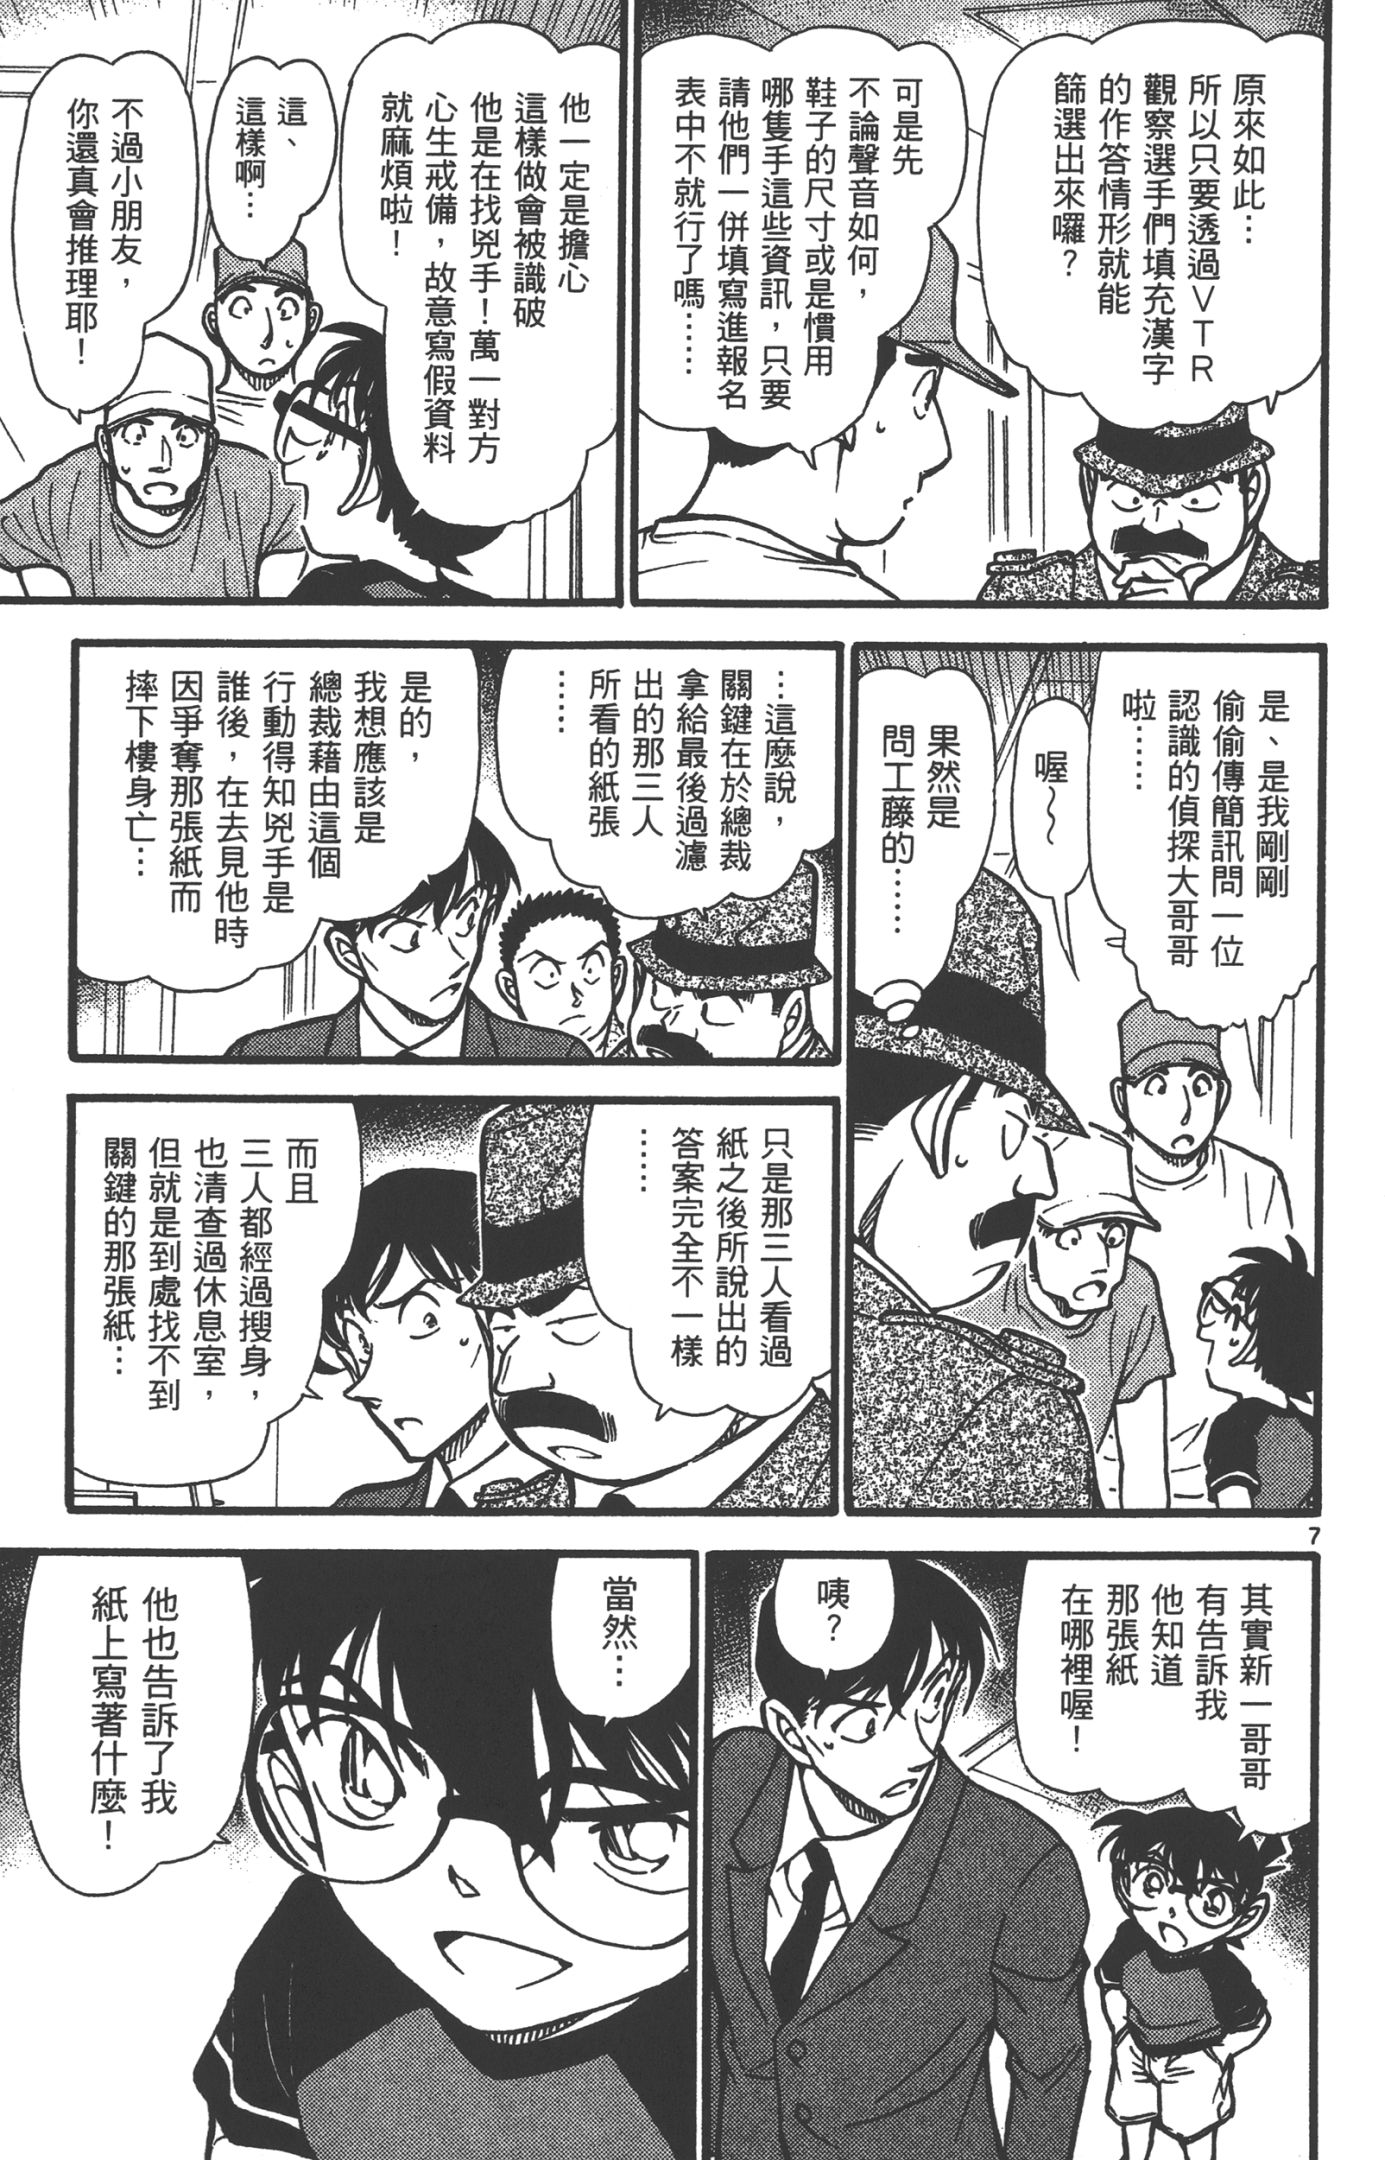 原來如此…
所以只要透過VTR
觀察選手們填充漢字
的作答情形就能
篩選出來囉？
可是先
不論聲音如何，
鞋子的尺寸或是慣用
哪隻手這些資訊，只要
請他們一併填寫進報名
表中不就行了嗎……
他一定是擔心
這樣做會被識破
他是在找兇手！萬一對方
心生戒備，故意寫假資料
就麻煩啦！
這、
這樣啊…
不過小朋友，
你還真會推理耶！
是、是我剛剛
偷偷傳簡訊問一位
認識的偵探大哥哥
啦……
喔～
果然是
問工藤的……
…這麼說，
關鍵在於總裁
拿給最後過濾
出的那三人
所看的紙張
……
是的，
我想應該是
總裁藉由這個
行動得知兇手是
誰後，在去見他時
因爭奪那張紙而
摔下樓身亡…
只是那三人看過
紙之後所說出的
答案完全不一樣
……
而且
三人都經過搜身，
也清查過休息室，
但就是到處找不到
關鍵的那張紙…
7
其實新一哥哥
有告訴我
他知道
那張紙
在哪裡喔！
咦？
當然…
他也告訴了我
紙上寫著什麼！